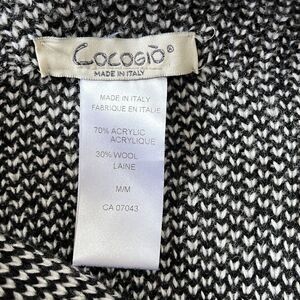 COCOGIÒ®
MADE IN ITALY
MADE IN ITALY
FABRIQUE EN ITALIE
70% ACRYLIC
ACRYLIQUE
30% WOOL
LAINE
M/M
CA 07043